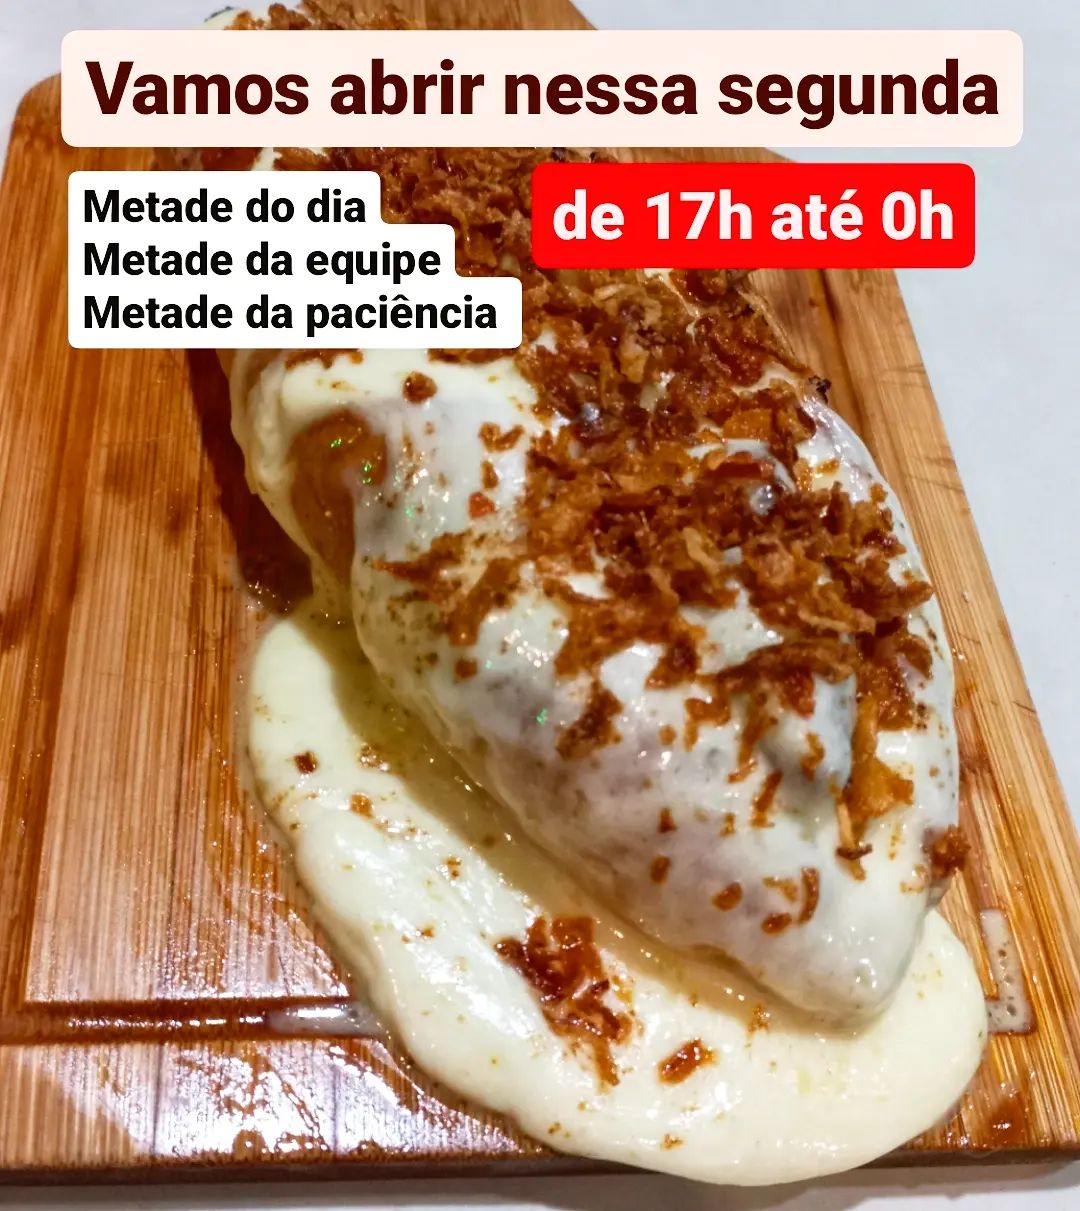 Vamos abrir nessa segunda
de 17h até 0h
Metade do dia
Metade da equipe
Metade da paciência